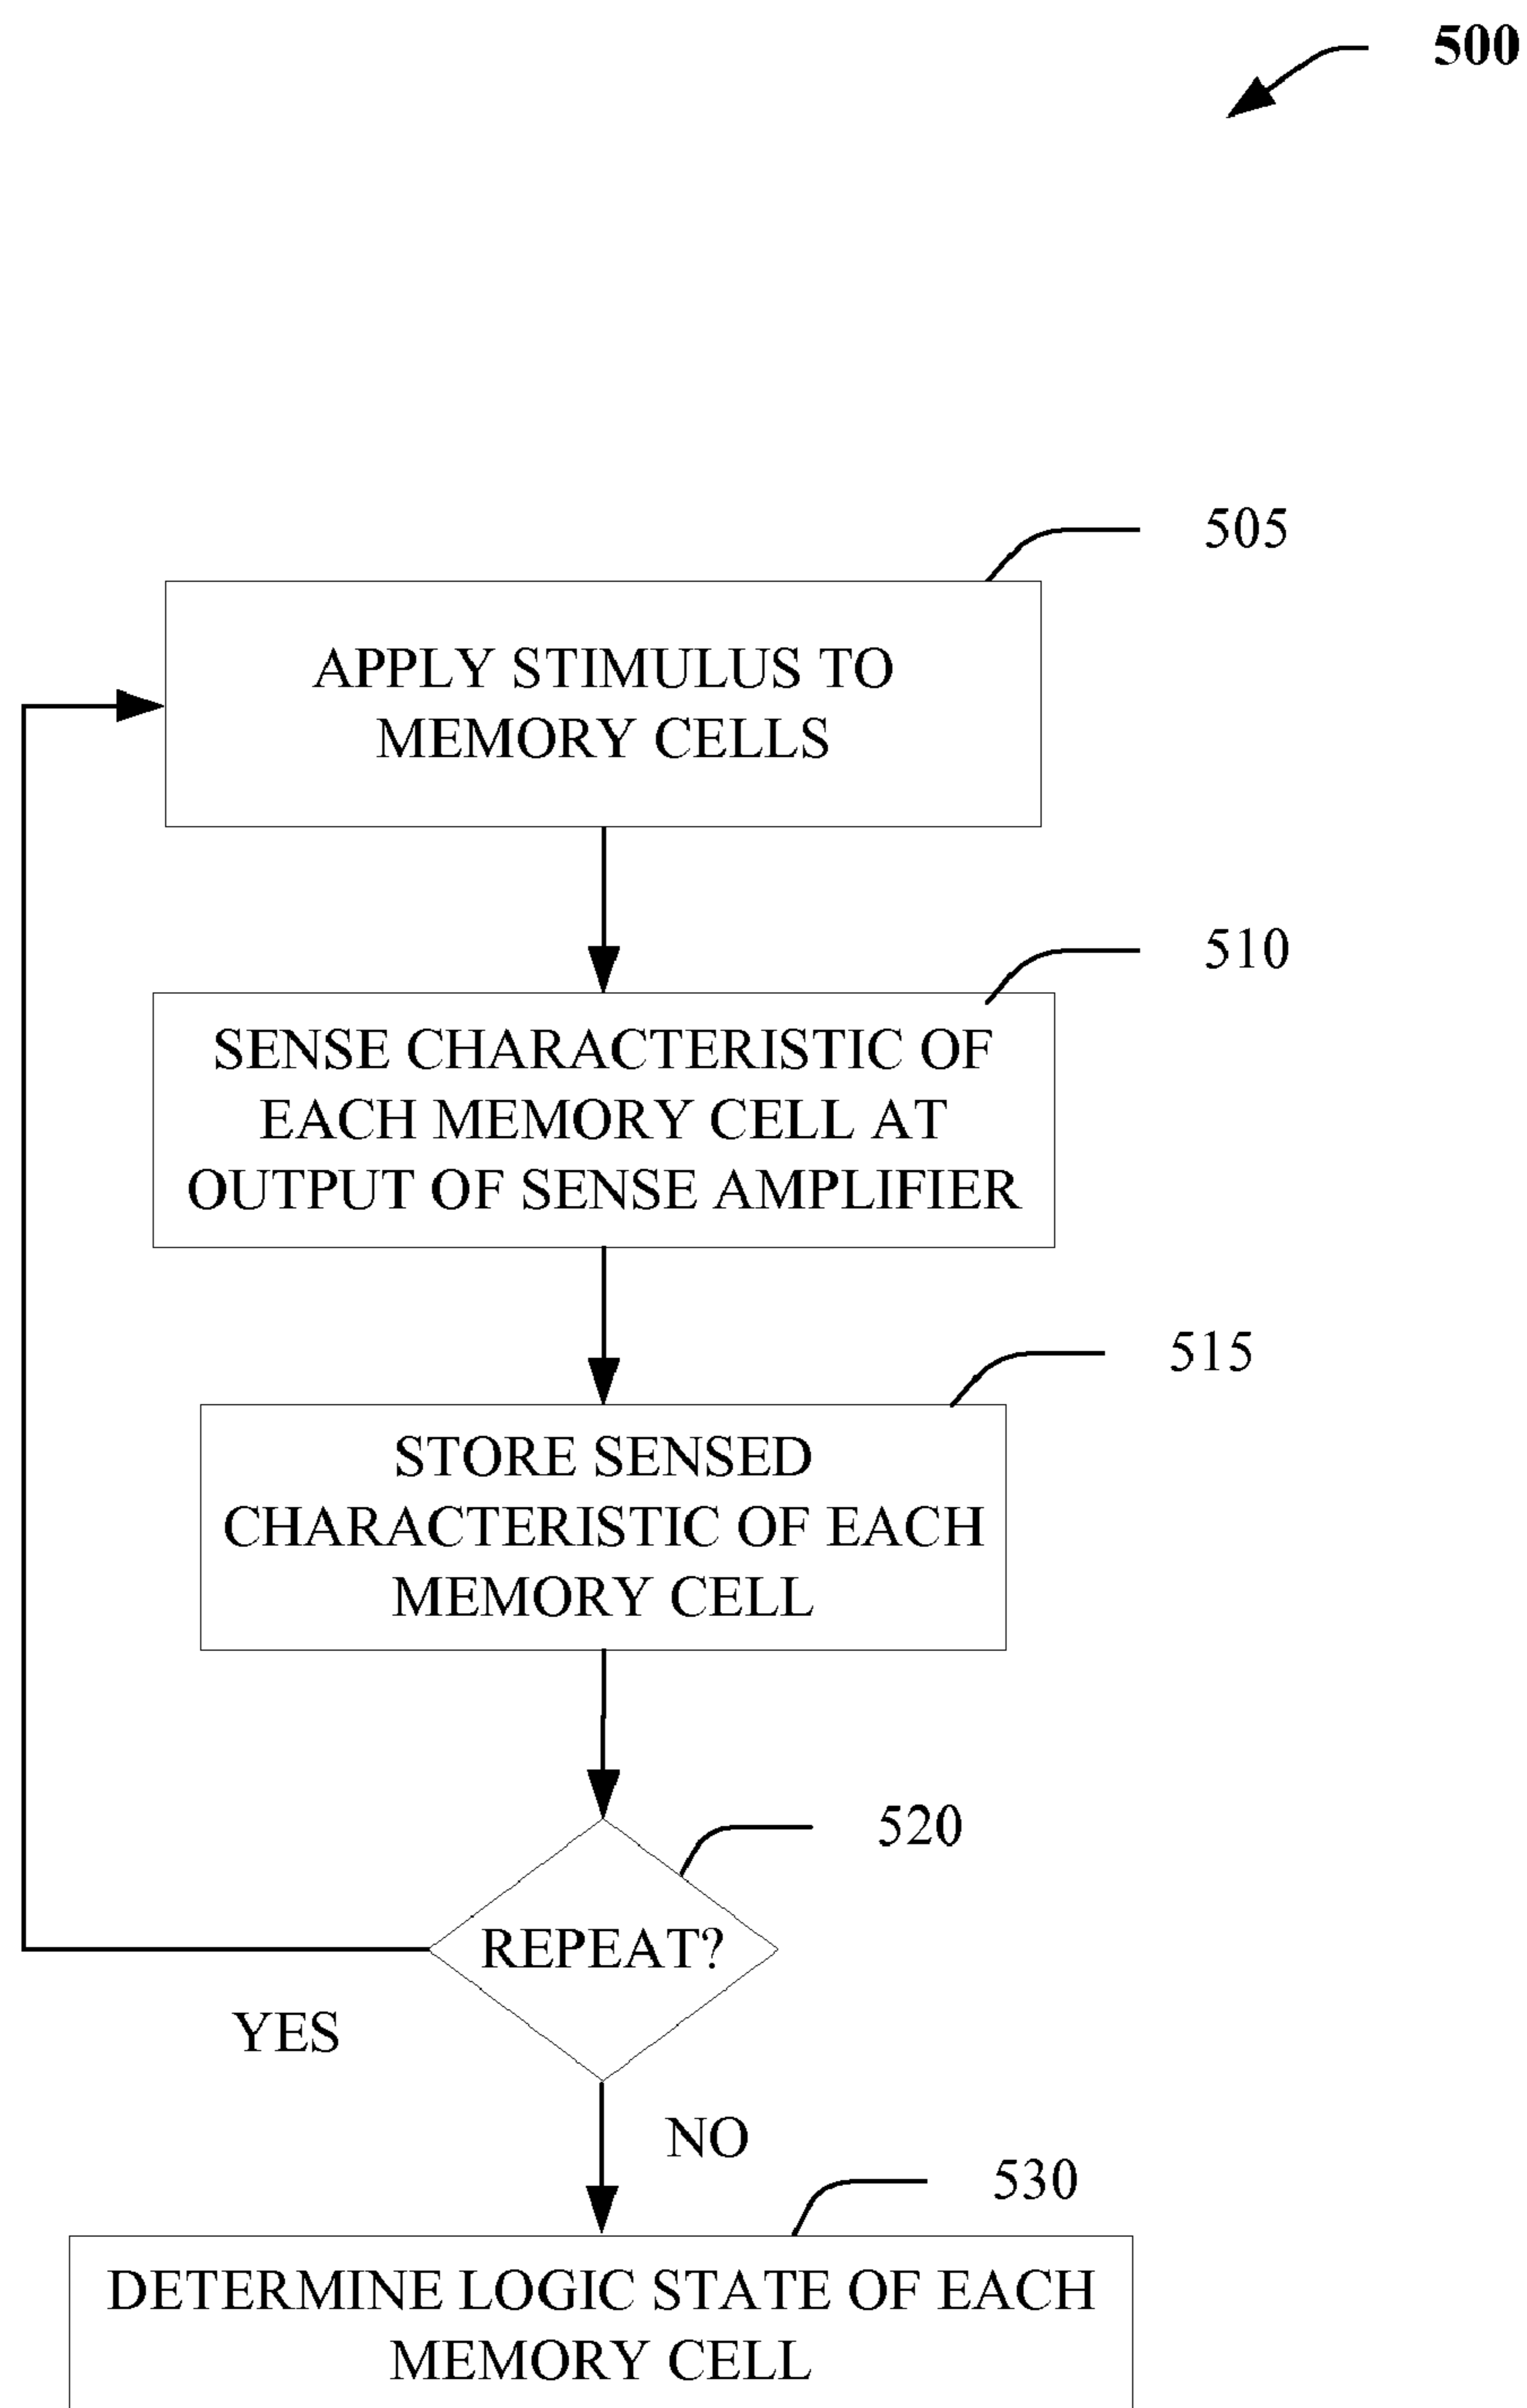 500
505
APPLY STIMULUS TO
MEMORY CELLS
510
SENSE CHARACTERISTIC OF
EACH MEMORY CELL AT
OUTPUT OF SENSE AMPLIFIER
515
STORE SENSED
CHARACTERISTIC OF EACH
MEMORY CELL
520
REPEAT?
YES
NO
530
DETERMINE LOGIC STATE OF EACH
MEMORY CELL